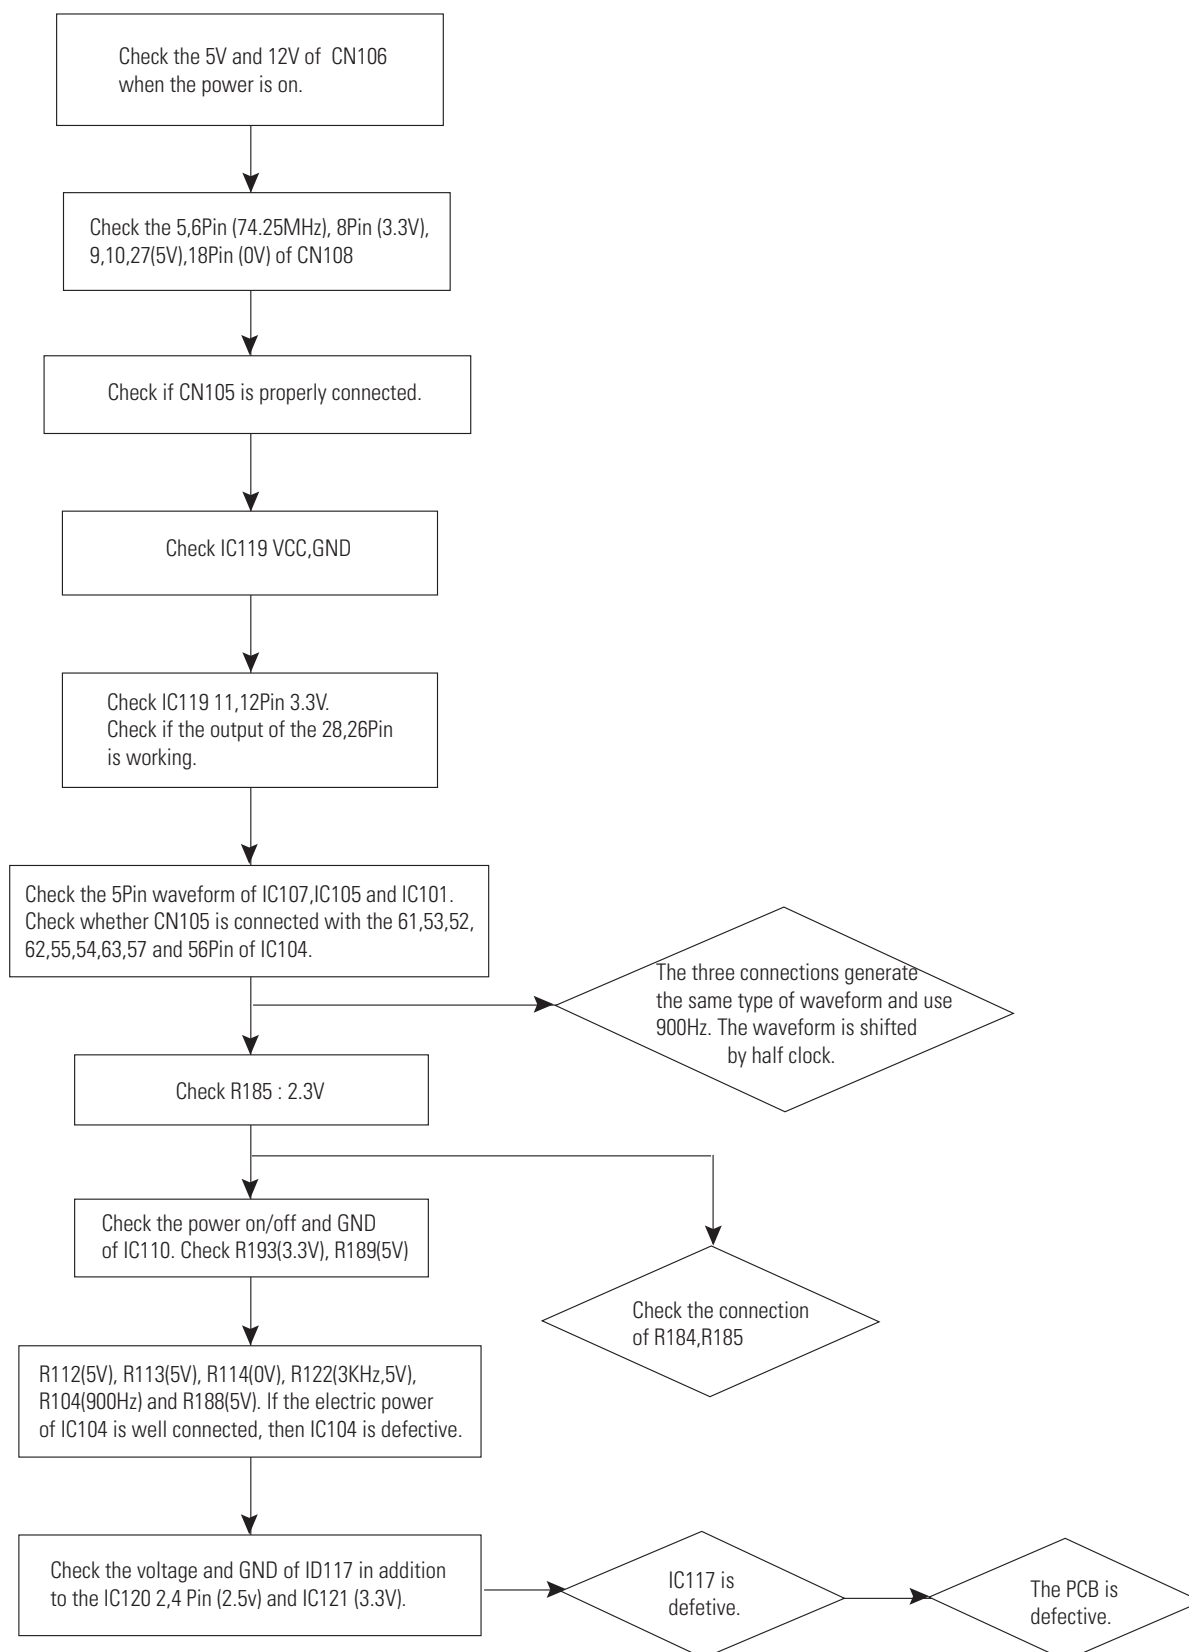 Check the 5V and 12V of CN106
when the power is on.
Check the 5,6Pin (74.25MHz), 8Pin (3.3V),
9,10,27(5V),18Pin (0V) of CN108
Check if CN105 is properly connected.
Check IC119 VCC,GND
Check IC119 11,12Pin 3.3V.
Check if the output of the 28,26Pin
is working.
Check the 5Pin waveform of IC107,IC105 and IC101.
Check whether CN105 is connected with the 61,53,52,
62,55,54,63,57 and 56Pin of IC104.
The three connections generate
the same type of waveform and use
900Hz. The waveform is shifted
by half clock.
Check R185 : 2.3V
Check the power on/off and GND
of IC110. Check R193(3.3V), R189(5V)
Check the connection
of R184,R185
R112(5V), R113(5V), R114(0V), R122(3KHz,5V),
R104(900Hz) and R188(5V). If the electric power
of IC104 is well connected, then IC104 is defective.
Check the voltage and GND of ID117 in addition
to the IC120 2,4 Pin (2.5v) and IC121 (3.3V).
IC117 is
defetive.
The PCB is
defective.